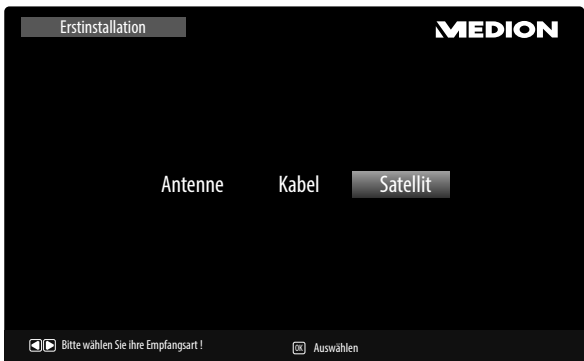 Erstinstallation MEDION
Antenne Kabel Satellit
Bitte wählen Sie ihre Empfangsart ! OK Auswählen